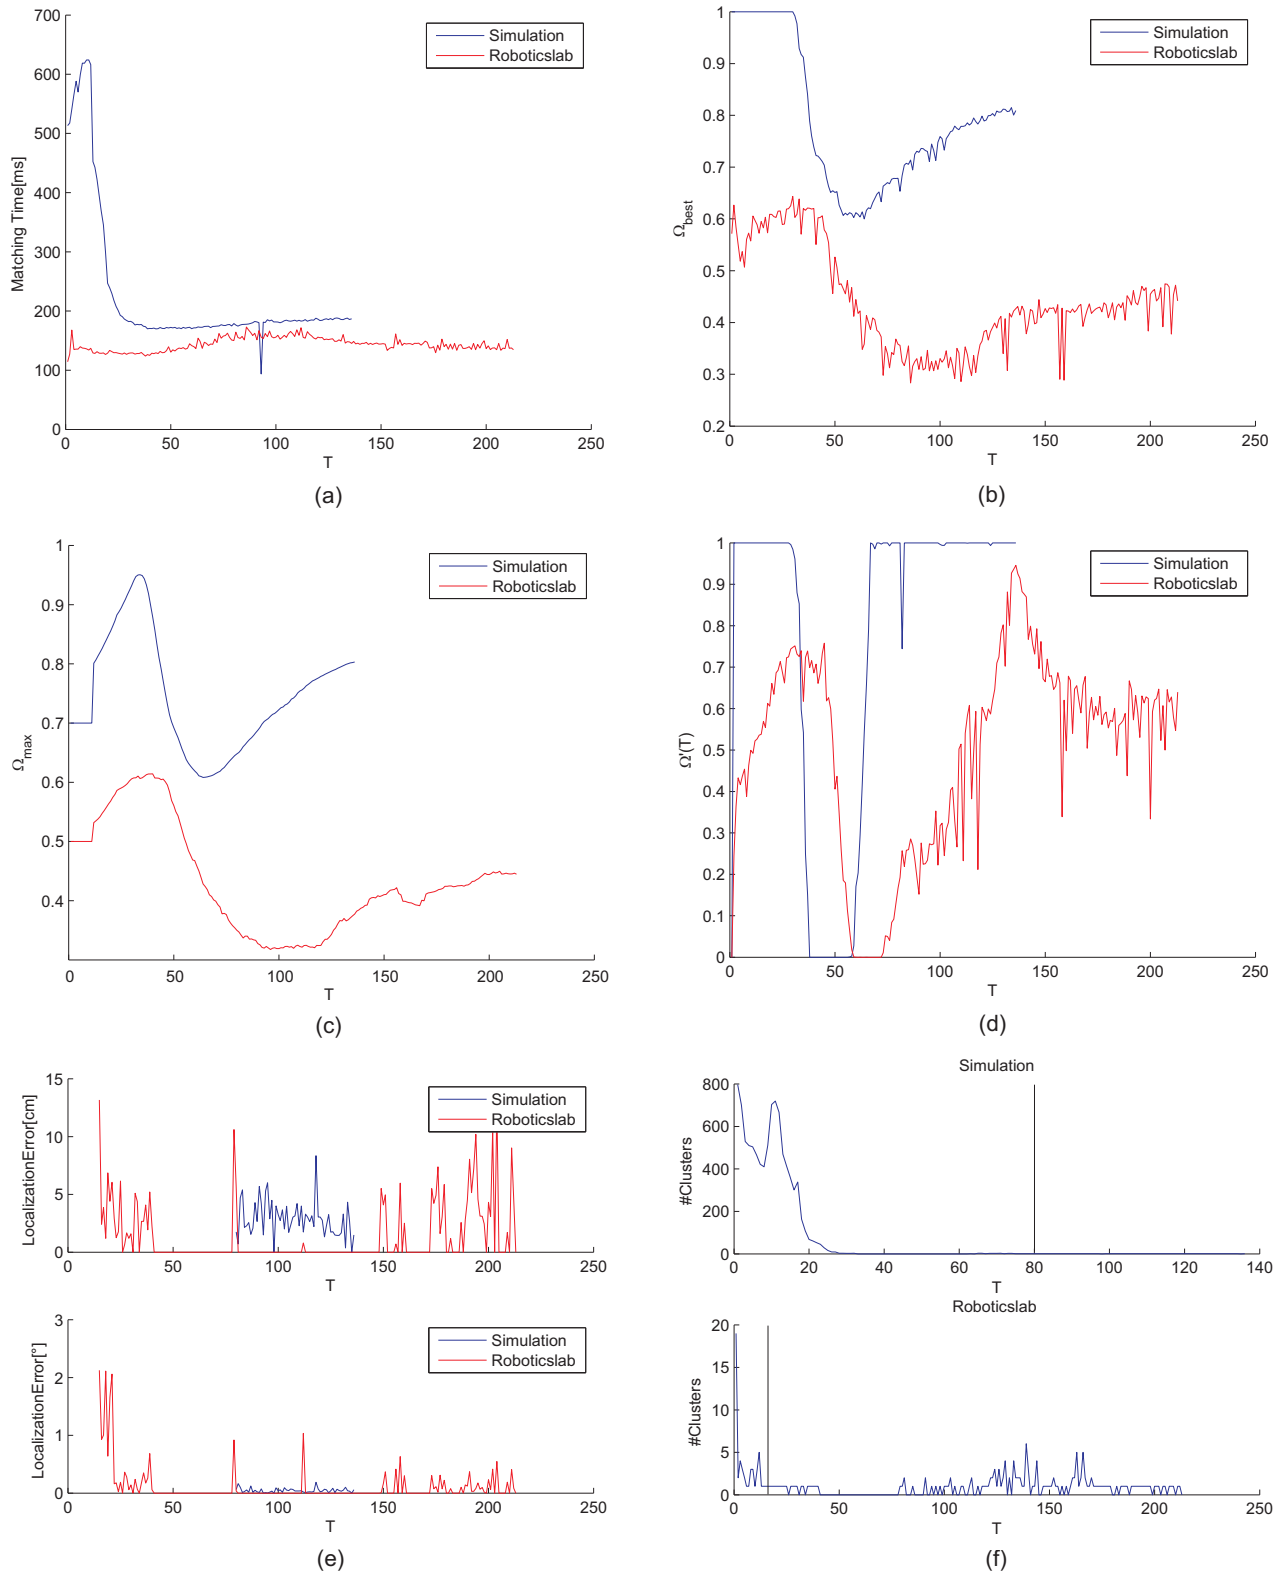 700
600
500
400
300
200
100
0
Matching Time[ms]
Simulation
Roboticslab
0 50 100 150 200 250
T
(a)
1
0.9
0.8
0.7
0.6
0.5
0.4
0.3
0.2
Ω_best
Simulation
Roboticslab
0 50 100 150 200 250
T
(b)
1
0.9
0.8
0.7
0.6
0.5
0.4
Ω_max
Simulation
Roboticslab
0 50 100 150 200 250
T
(c)
1
0.9
0.8
0.7
0.6
0.5
0.4
0.3
0.2
0.1
0
Ω'(T)
Simulation
Roboticslab
0 50 100 150 200 250
T
(d)
15
10
5
0
LocalizationError[cm]
Simulation
Roboticslab
0 50 100 150 200 250
T
3
2
1
0
LocalizationError[°]
Simulation
Roboticslab
0 50 100 150 200 250
T
(e)
Simulation
800
600
400
200
0
#Clusters
0 20 40 60 80 100 120 140
T
Roboticslab
20
15
10
5
0
#Clusters
0 50 100 150 200 250
T
(f)